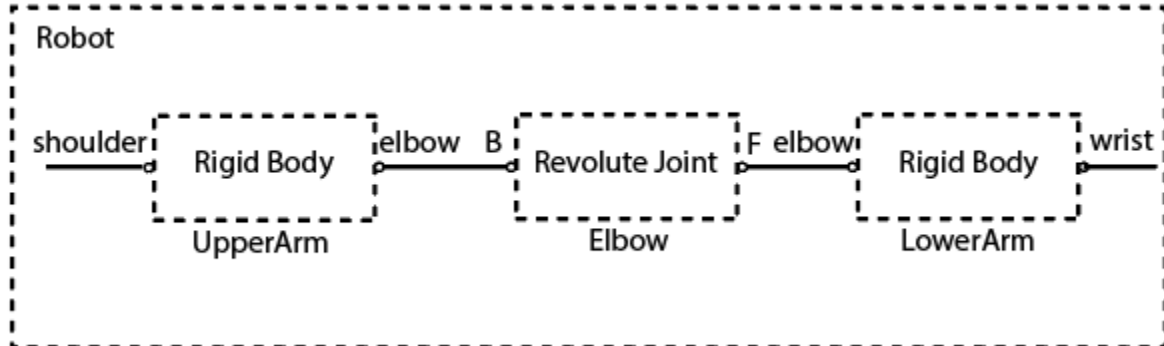 Robot
shoulder Rigid Body elbow B Revolute Joint F elbow Rigid Body wrist
UpperArm Elbow LowerArm